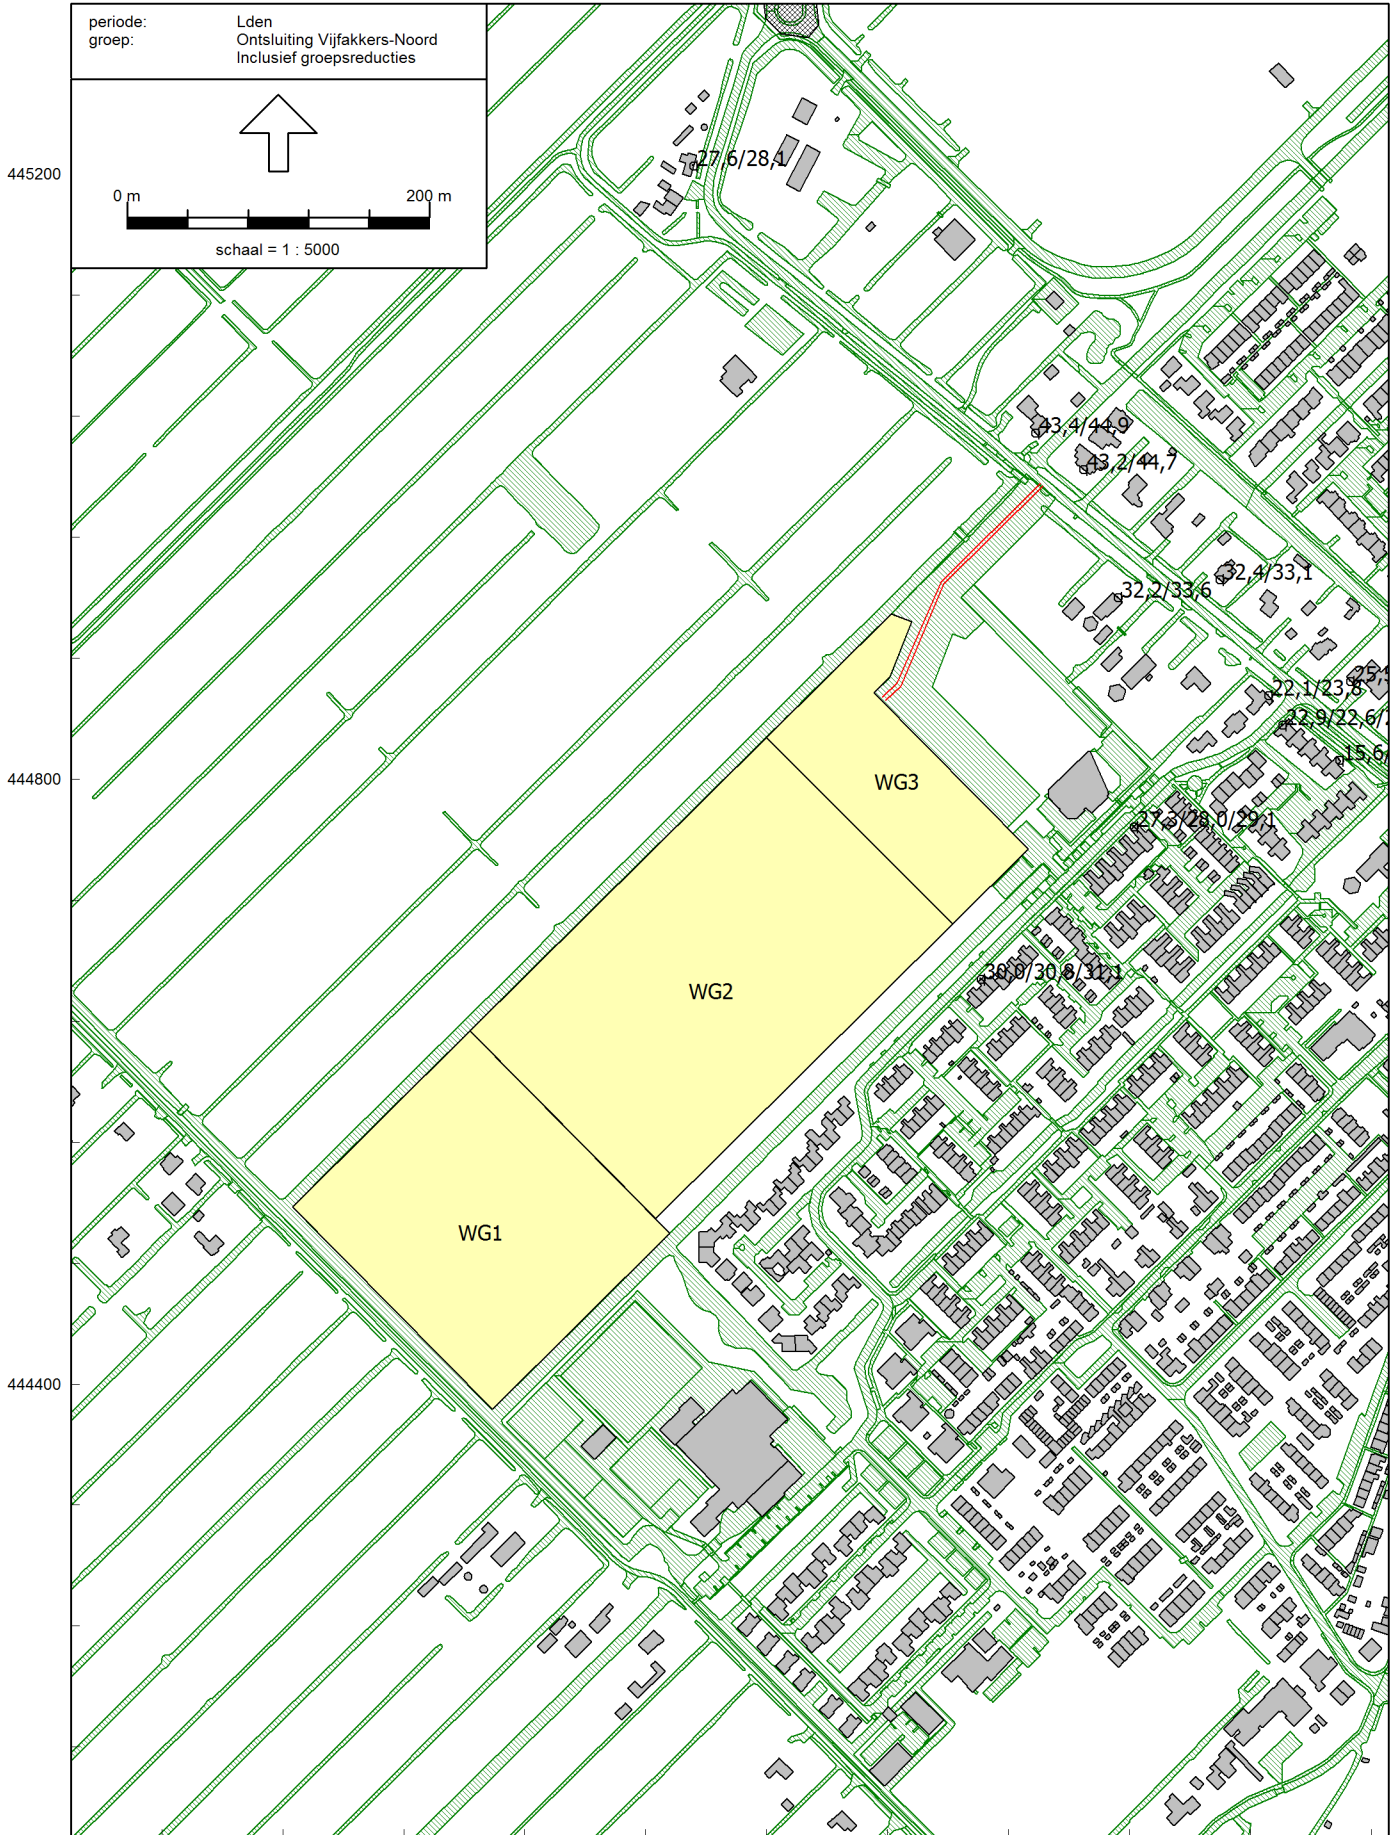 periode: Lden
groep: Ontsluiting Vijfakkers-Noord
Inclusief groepsreducties
0 m 200 m
schaal = 1 : 5000
445200
27,6/28,1
43,4/44,9
43,2/44,7
32,4/33,1
32,2/33,6
22,1/23,8
22,9/22,6/
15,6/
444800
WG3
27,3/28,0/29,1
30,0/30,8/31,1
WG2
WG1
444400